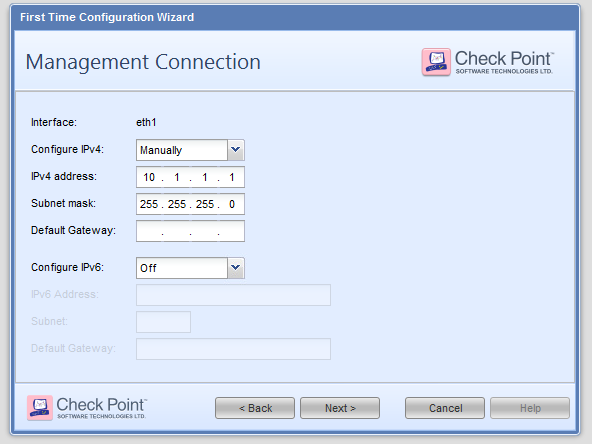 First Time Configuration Wizard
Management Connection
Check Point™
SOFTWARE TECHNOLOGIES LTD.
Interface: eth1
Configure IPv4: Manually
IPv4 address: 10 . 1 . 1 . 1
Subnet mask: 255 . 255 . 255 . 0
Default Gateway: . . .
Configure IPv6: Off
IPv6 Address:
Subnet:
Default Gateway:
Check Point™
SOFTWARE TECHNOLOGIES LTD.
< Back Next > Cancel Help